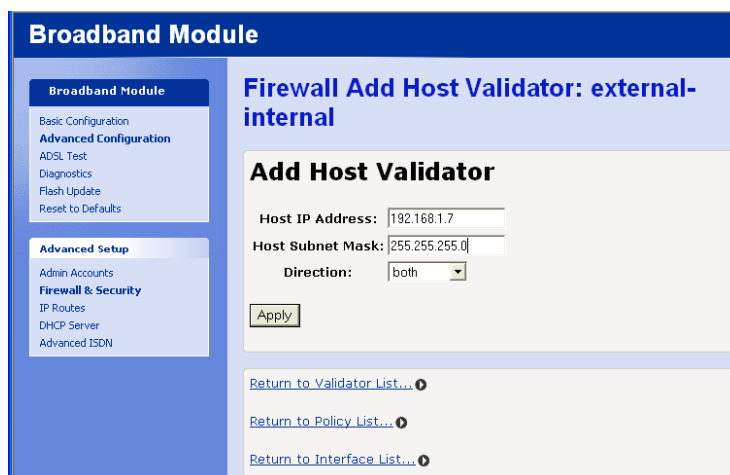 Broadband Module
Broadband Module
Basic Configuration
Advanced Configuration
ADSL Test
Diagnostics
Flash Update
Reset to Defaults
Advanced Setup
Admin Accounts
Firewall & Security
IP Routes
DHCP Server
Advanced ISDN
Firewall Add Host Validator: external-
internal
Add Host Validator
Host IP Address: 192.168.1.7
Host Subnet Mask: 255.255.255.0
Direction: both
Apply
Return to Validator List...
Return to Policy List...
Return to Interface List...